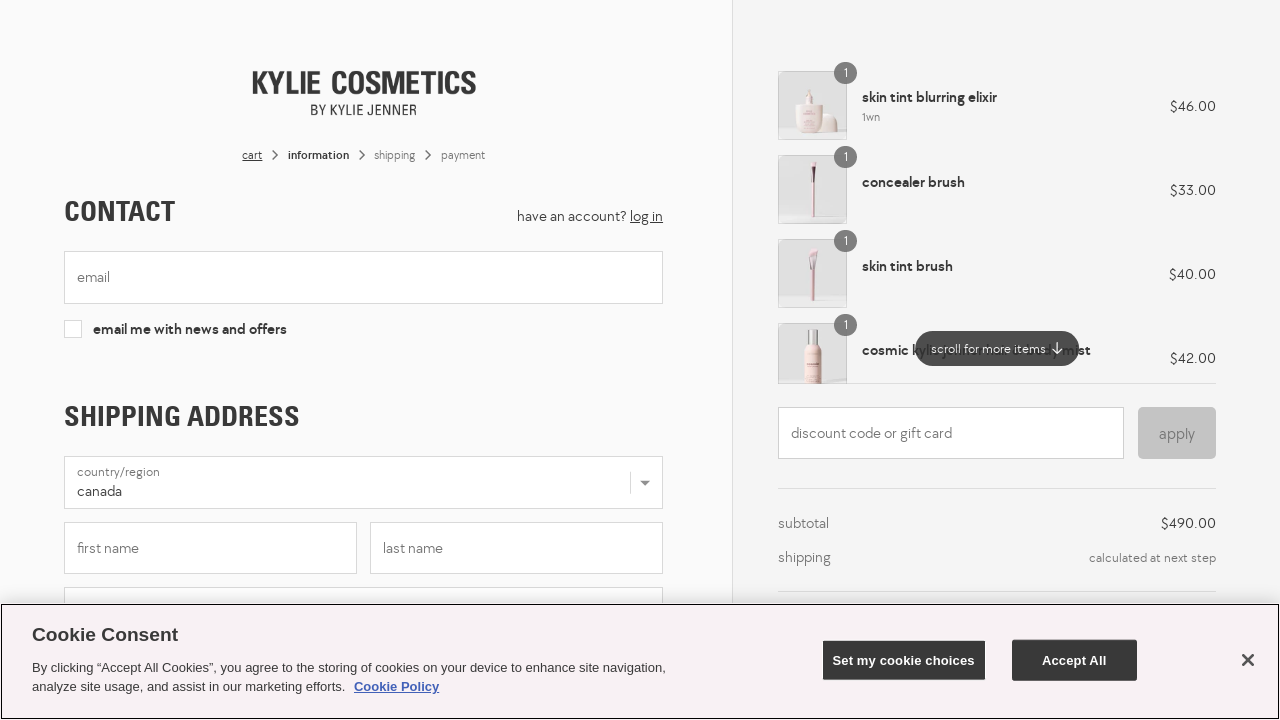 KYLIE COSMETICS
BY KYLIE JENNER
cart
information
shipping
payment
CONTACT
have an account? log in
email
email me with news and offers
SHIPPING ADDRESS
country/region
canada
first name
last name
1
skin tint blurring elixir
1wn
$46.00
1
concealer brush
$33.00
1
skin tint brush
$40.00
1
cosmic mist
scroll for more items
$42.00
discount code or gift card
apply
subtotal
$490.00
shipping
calculated at next step
Cookie Consent
By clicking “Accept All Cookies”, you agree to the storing of cookies on your device to enhance site navigation,
analyze site usage, and assist in our marketing efforts. Cookie Policy
Set my cookie choices
Accept All